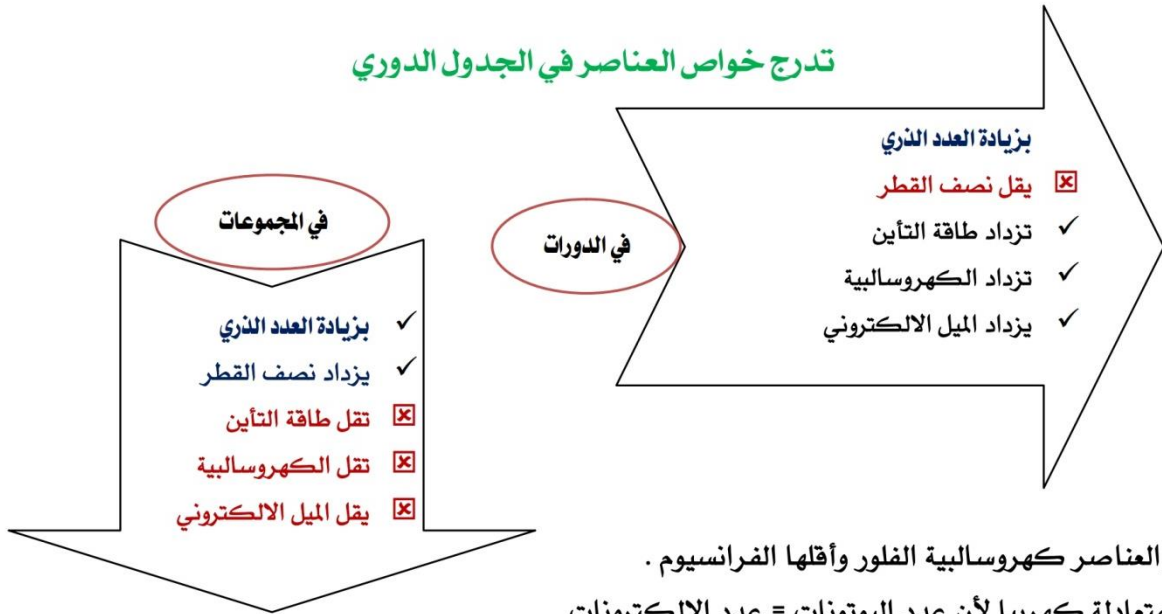 تدرج خواص العناصر في الجدول الدوري
في الدورات
بزيادة العدد الذري
يقل نصف القطر
تزداد طاقة التأين
تزداد الكهروسالبية
يزداد الميل الالكتروني
في المجموعات
بزيادة العدد الذري
يزداد نصف القطر
تقل طاقة التأين
تقل الكهروسالبية
يقل الميل الالكتروني
العناصر كهروسالبية الفلور وأقلها الفرانسيوم .